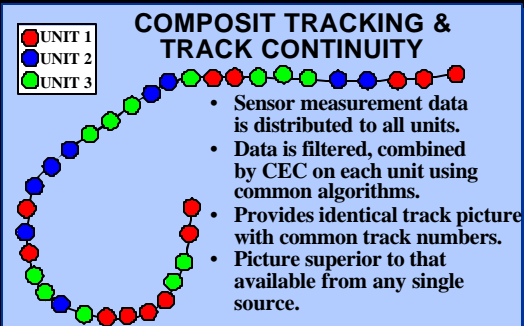 COMPOSIT TRACKING &
TRACK CONTINUITY
UNIT 1
UNIT 2
UNIT 3
• Sensor measurement data
is distributed to all units.
• Data is filtered, combined
by CEC on each unit using
common algorithms.
• Provides identical track picture
with common track numbers.
• Picture superior to that
available from any single
source.